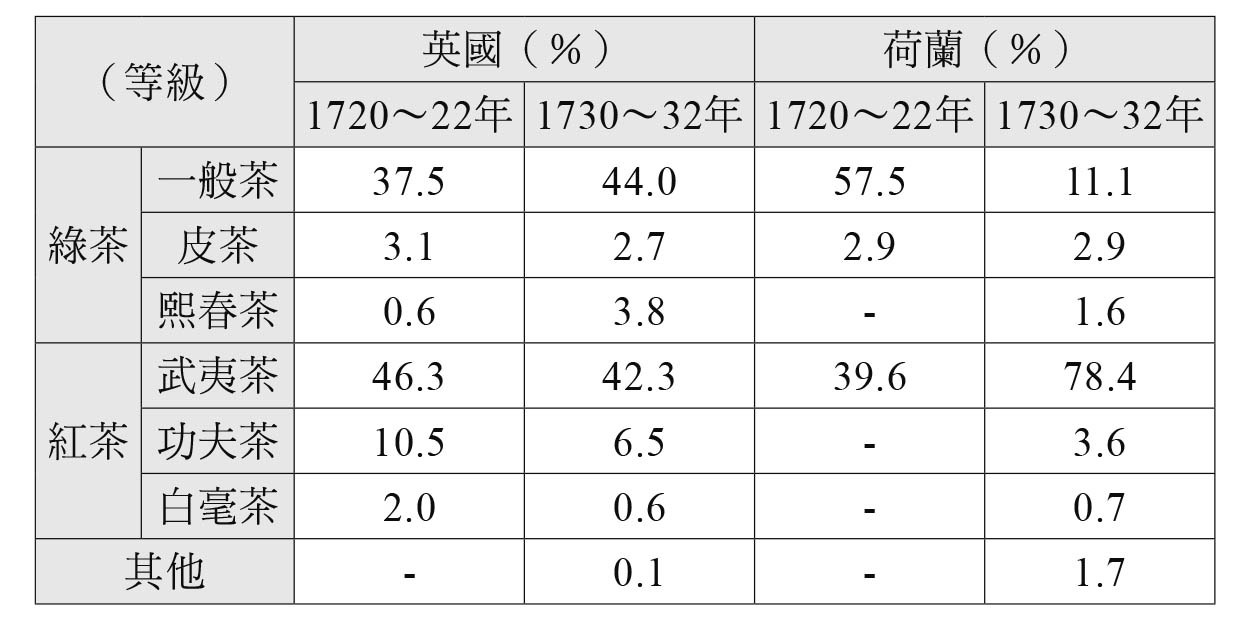 （等級） 英國（%） 荷蘭（%）
1720～22年 1730～32年 1720～22年 1730～32年
綠茶 一般茶 37.5 44.0 57.5 11.1
皮茶 3.1 2.7 2.9 2.9
熙春茶 0.6 3.8 - 1.6
紅茶 武夷茶 46.3 42.3 39.6 78.4
功夫茶 10.5 6.5 - 3.6
白毫茶 2.0 0.6 - 0.7
其他 - 0.1 - 1.7